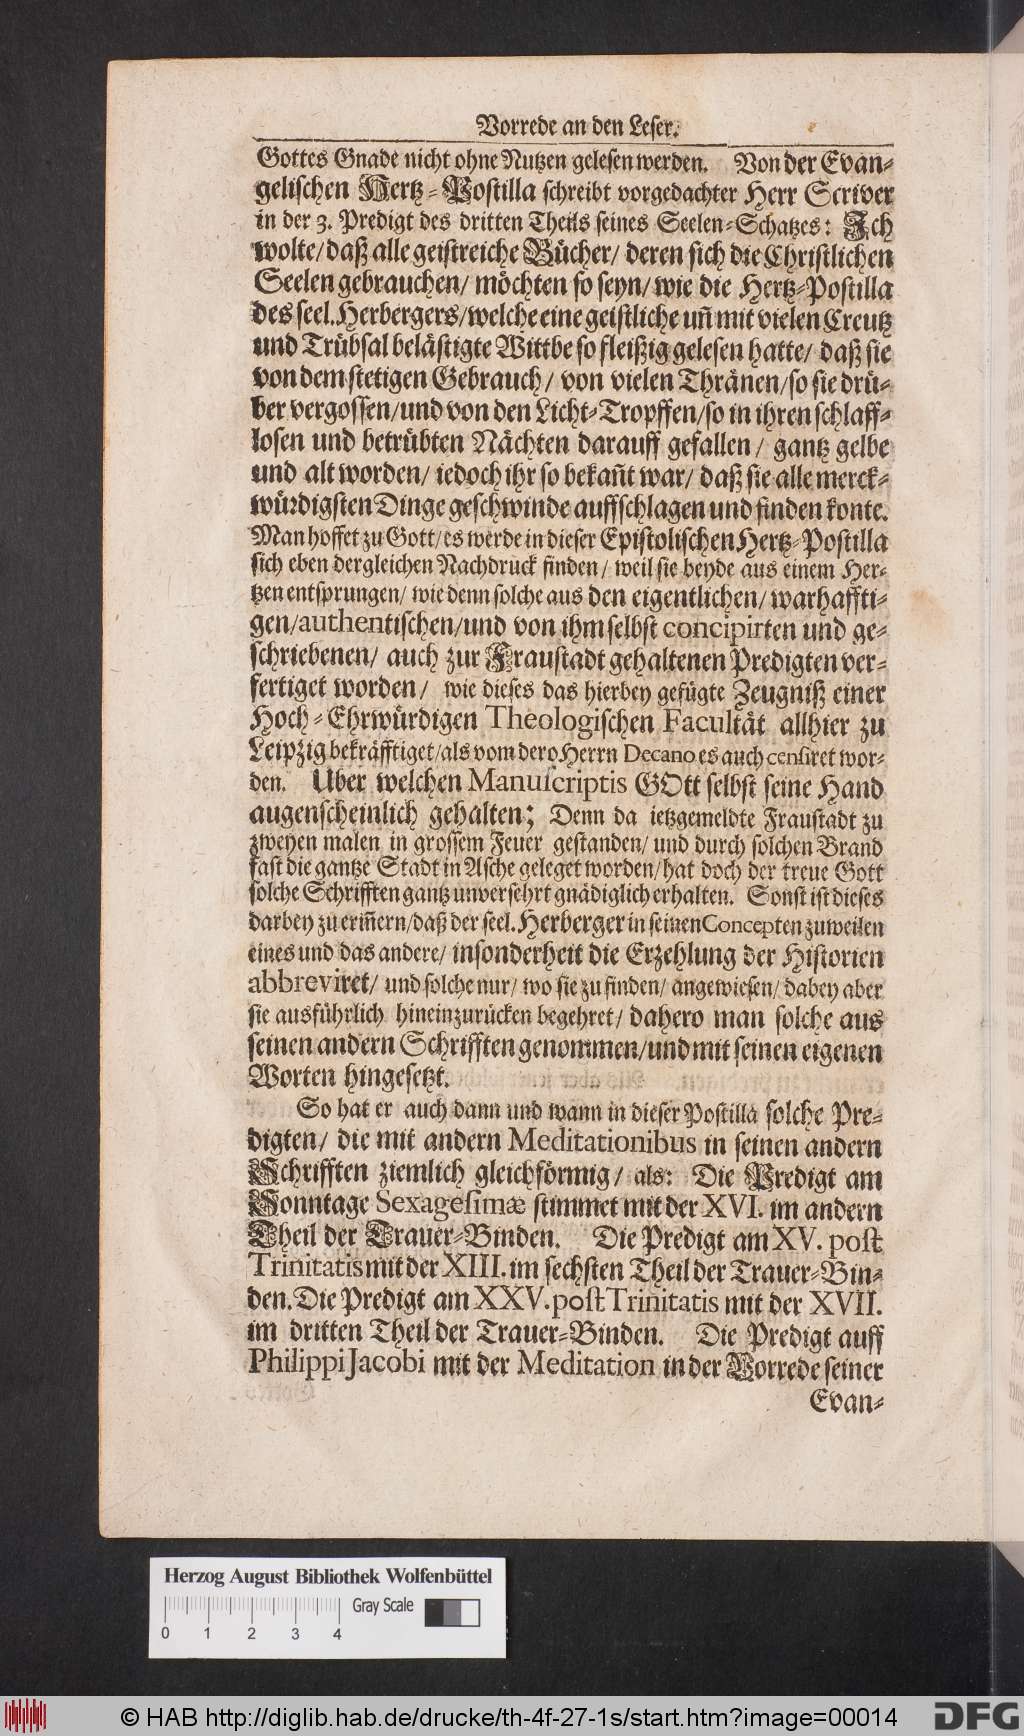 Vorrede an den Leser.
Gottes Gnade nicht ohne Nutzen gelesen werden. Von der Evan-
gelischen Hertz-Postilla schreibt vorgedachter Herr Scriver
in der 3. Predigt des dritten Theils seines Seelen-Schatzes: Ich
wolte/ daß alle geistreiche Bücher/ deren sich die Christlichen
Seelen gebrauchen/ möchten so seyn/ wie die Hertz-Postilla
des seel. Herbergers/ welche eine geistliche uñ mit vielen Creutz
und Trübsal belästigte Wittbe so fleißig gelesen hatte/ daß sie
von dem stetigen Gebrauch/ von vielen Thränen/ so sie drü-
ber vergossen/ und von den Licht-Tropffen/ so in ihren schlaff-
losen und betrübten Nächten darauff gefallen/ gantz gelbe
und alt worden/ iedoch ihr so bekañt war/ daß sie alle merck-
würdigsten Dinge geschwinde auffschlagen und finden konte.
Man hoffet zu Gott/ es werde in dieser Epistolischen Hertz-Postilla
sich eben dergleichen Nachdruck finden/ weil sie beyde aus einem Her-
tzen entsprungen/ wie denn solche aus den eigentlichen/ warhaffti-
gen/ authentischen/ und von ihm selbst concipirten und ge-
schriebenen/ auch zur Fraustadt gehaltenen Predigten ver-
fertiget worden/ wie dieses das hierbey gefügte Zeugniß einer
Hoch-Ehrwürdigen Theologischen Facultät allhier zu
Leipzig bekräfftiget/ als vom dero Herrn Decano es auch censiret wor-
den. Uber welchen Manuscriptis GOtt selbst seine Hand
augenscheinlich gehalten; Denn da ietzgemeldte Fraustadt zu
zweyen malen in grossem Feuer gestanden/ und durch solchen Brand
fast die gantze Stadt in Asche geleget worden/ hat doch der treue Gott
solche Schrifften gantz unversehrt gnädiglich erhalten. Sonst ist dieses
darbey zu eriñern/ daß der seel. Herberger in seinen Concepten zuweilen
eines und das andere/ insonderheit die Erzehlung der Historien
abbreviret/ und solche nur/ wo sie zu finden/ angewiesen/ dabey aber
sie ausführlich hineinzurücken begehret/ dahero man solche aus
seinen andern Schrifften genommen/ und mit seinen eigenen
Worten hingesetzt.
So hat er auch dann und wann in dieser Postilla solche Pre-
digten/ die mit andern Meditationibus in seinen andern
Schrifften ziemlich gleichförmig/ als: Die Predigt am
Sonntage Sexagesimæ stimmet mit der XVI. im andern
Theil der Trauer-Binden. Die Predigt am XV. post
Trinitatis mit der XIII. im sechsten Theil der Trauer-Bin-
den. Die Predigt am XXV. post Trinitatis mit der XVII.
im dritten Theil der Trauer-Binden. Die Predigt auff
Philippi Jacobi mit der Meditation in der Vorrede seiner
Evan-
Herzog August Bibliothek Wolfenbüttel
Gray Scale
0 1 2 3 4
© HAB http://diglib.hab.de/drucke/th-4f-27-1s/start.htm?image=00014
DFG